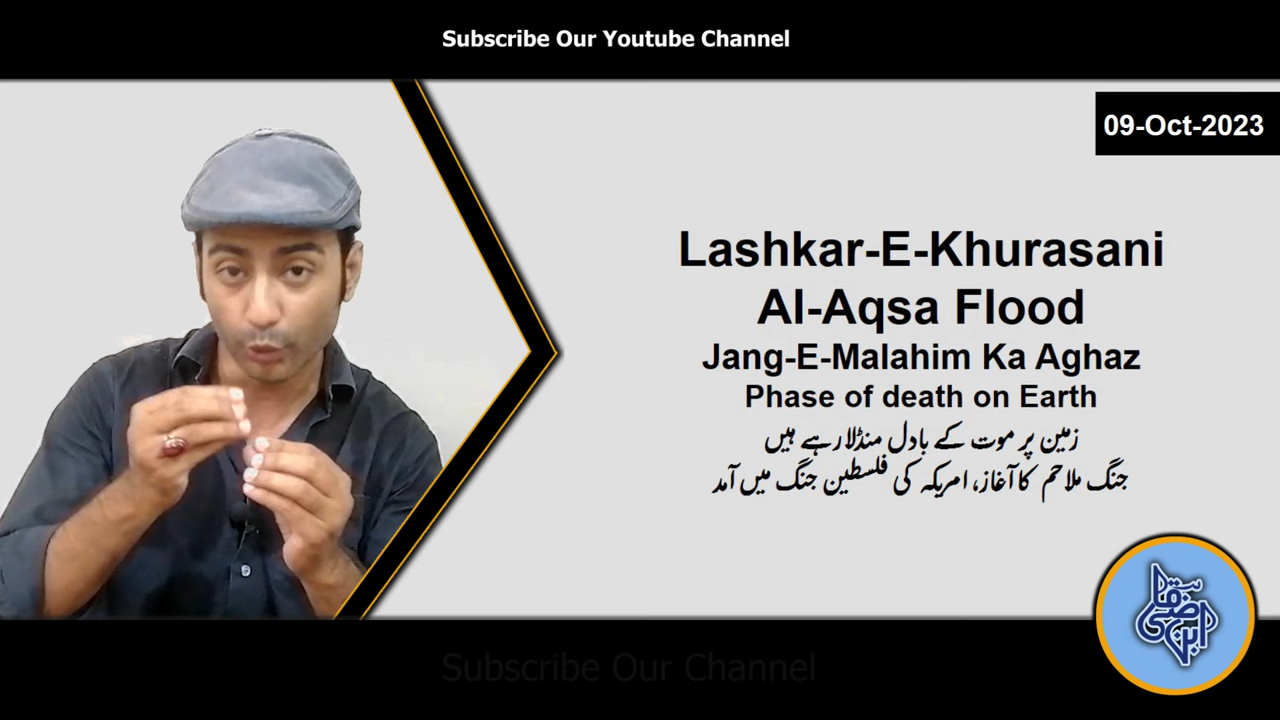 Subscribe Our Youtube Channel
09-Oct-2023
Lashkar-E-Khurasani
Al-Aqsa Flood
Jang-E-Malahim Ka Aghaz
Phase of death on Earth
زمین پر موت کے بادل منڈلا رہے ہیں
جنگ ملاحم کا آغاز، امریکہ کی فلسطین جنگ میں آمد
Subscribe Our Channel